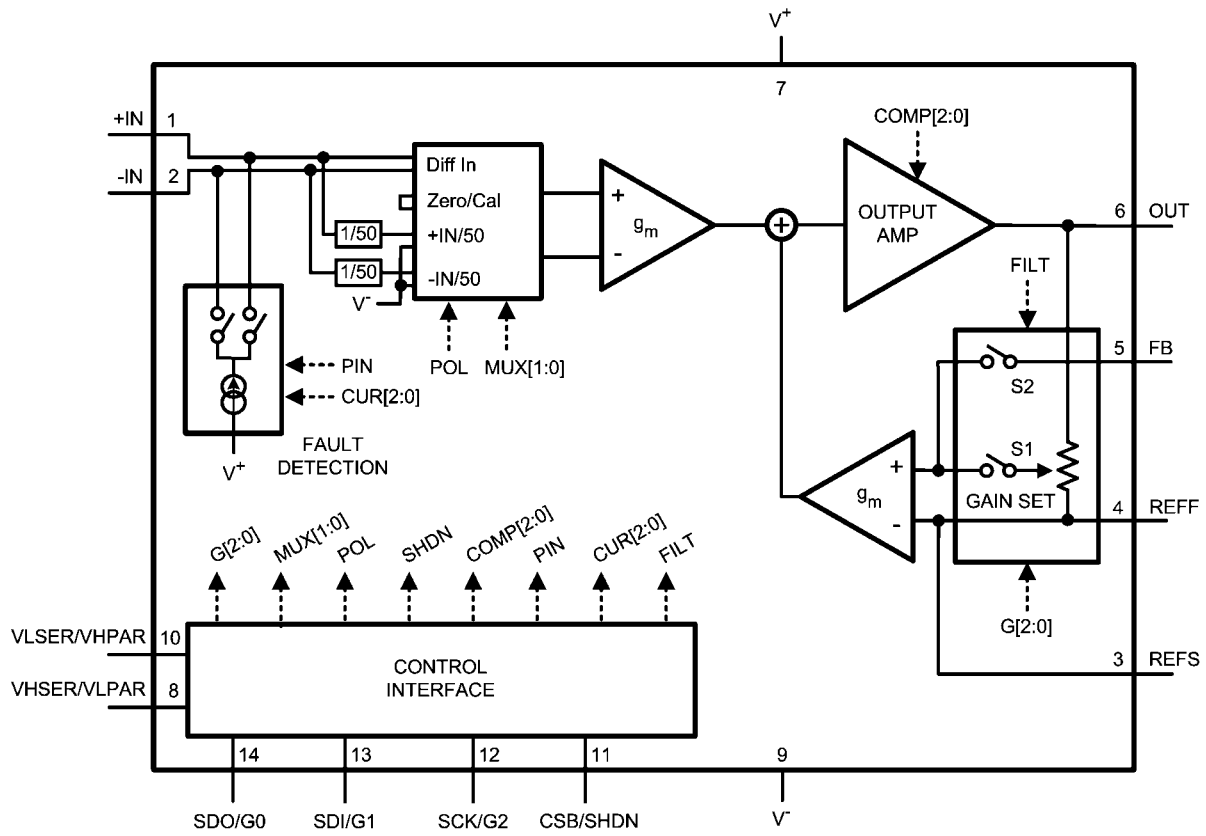 V+
7
+IN
1
-IN
2
Diff In
Zero/Cal
+IN/50
-IN/50
1/50
1/50
V-
POL
MUX[1:0]
+
gm
-
+
COMP[2:0]
OUTPUT
AMP
6
OUT
FILT
5
FB
S2
S1
GAIN SET
4
REFF
+
gm
-
G[2:0]
3
REFS
PIN
CUR[2:0]
FAULT
DETECTION
V+
G[2:0]
MUX[1:0]
POL
SHDN
COMP[2:0]
PIN
CUR[2:0]
FILT
VLSER/VHPAR
10
VHSER/VLPAR
8
CONTROL
INTERFACE
14
13
12
11
9
SDO/G0
SDI/G1
SCK/G2
CSB/SHDN
V-